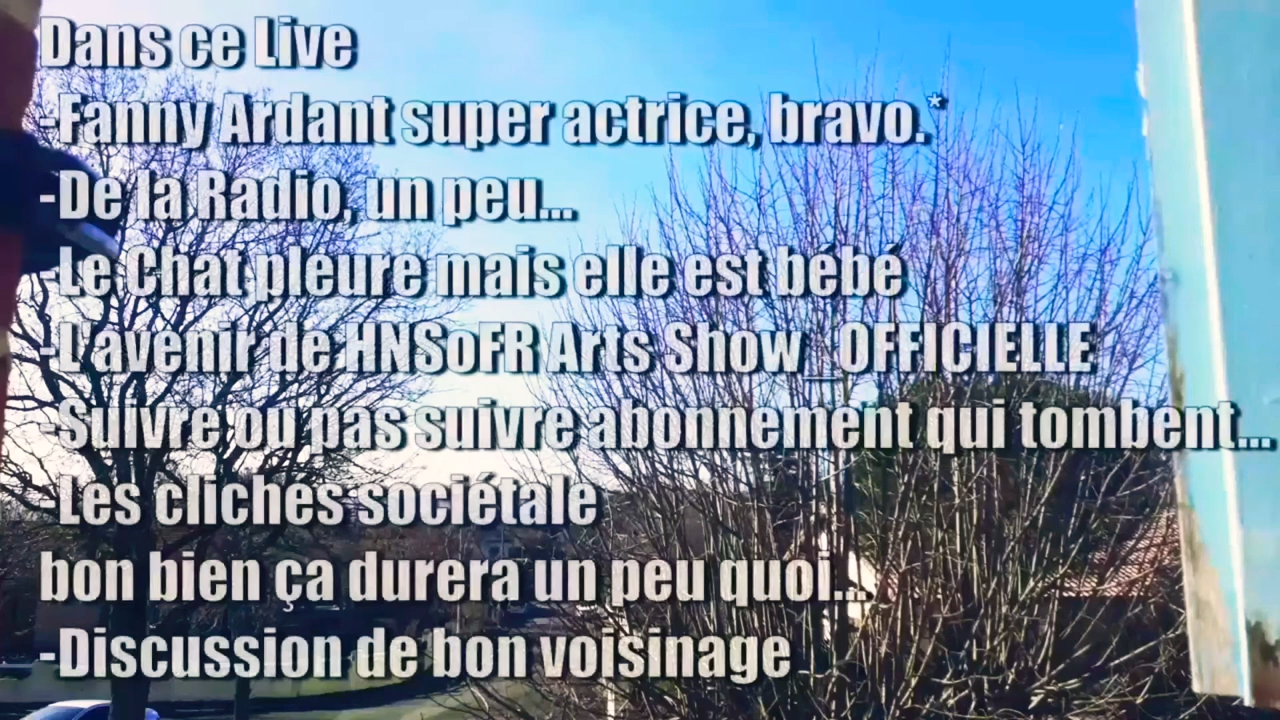 Dans ce Live
-Fanny Ardant super actrice, bravo.*
-De la Radio, un peu...
-Le Chat pleure mais elle est bébé
-L'avenir de HNSoFR Arts Show_OFFICIELLE
-Suivre ou pas suivre abonnement qui tombent...
-Les clichés sociétale
bon bien ça durera un peu quoi...
-Discussion de bon voisinage